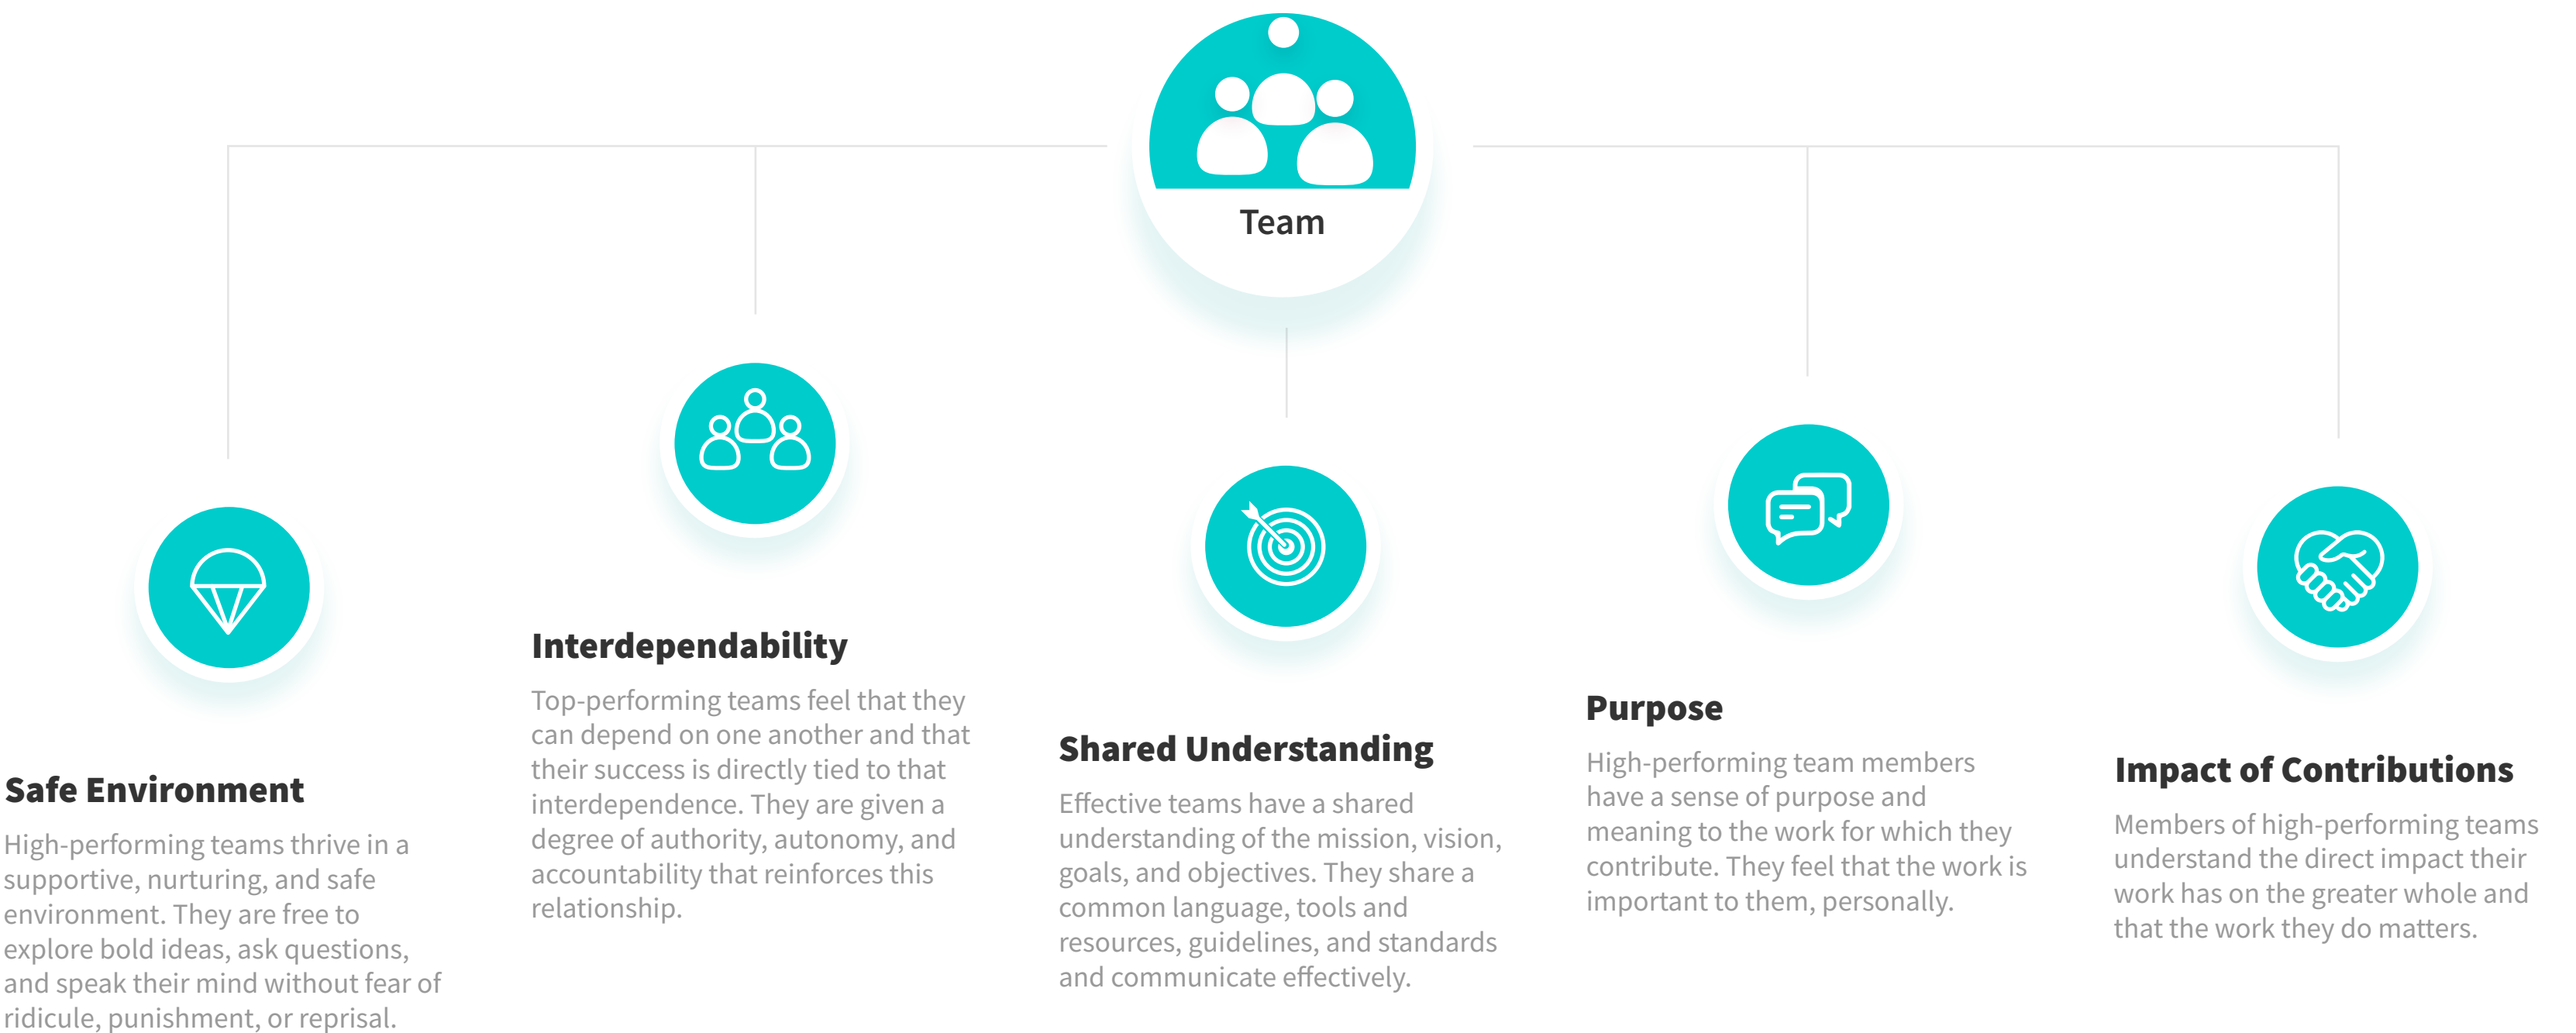 Team
Safe Environment
High-performing teams thrive in a
supportive, nurturing, and safe
environment. They are free to
explore bold ideas, ask questions,
and speak their mind without fear of
ridicule, punishment, or reprisal.
Interdependability
Top-performing teams feel that they
can depend on one another and that
their success is directly tied to that
interdependence. They are given a
degree of authority, autonomy, and
accountability that reinforces this
relationship.
Shared Understanding
Effective teams have a shared
understanding of the mission, vision,
goals, and objectives. They share a
common language, tools and
resources, guidelines, and standards
and communicate effectively.
Purpose
High-performing team members
have a sense of purpose and
meaning to the work for which they
contribute. They feel that the work is
important to them, personally.
Impact of Contributions
Members of high-performing teams
understand the direct impact their
work has on the greater whole and
that the work they do matters.